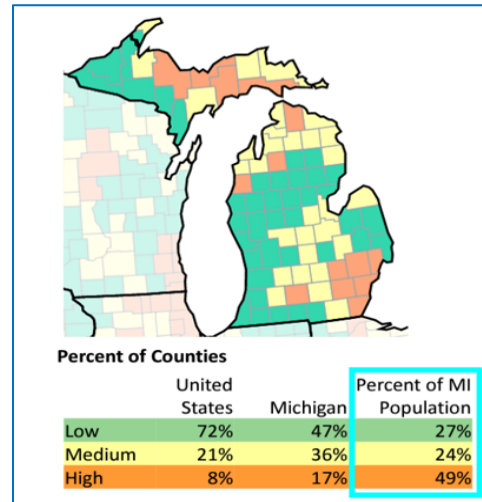 Percent of Counties
United States Michigan Percent of MI Population
Low 72% 47% 27%
Medium 21% 36% 24%
High 8% 17% 49%